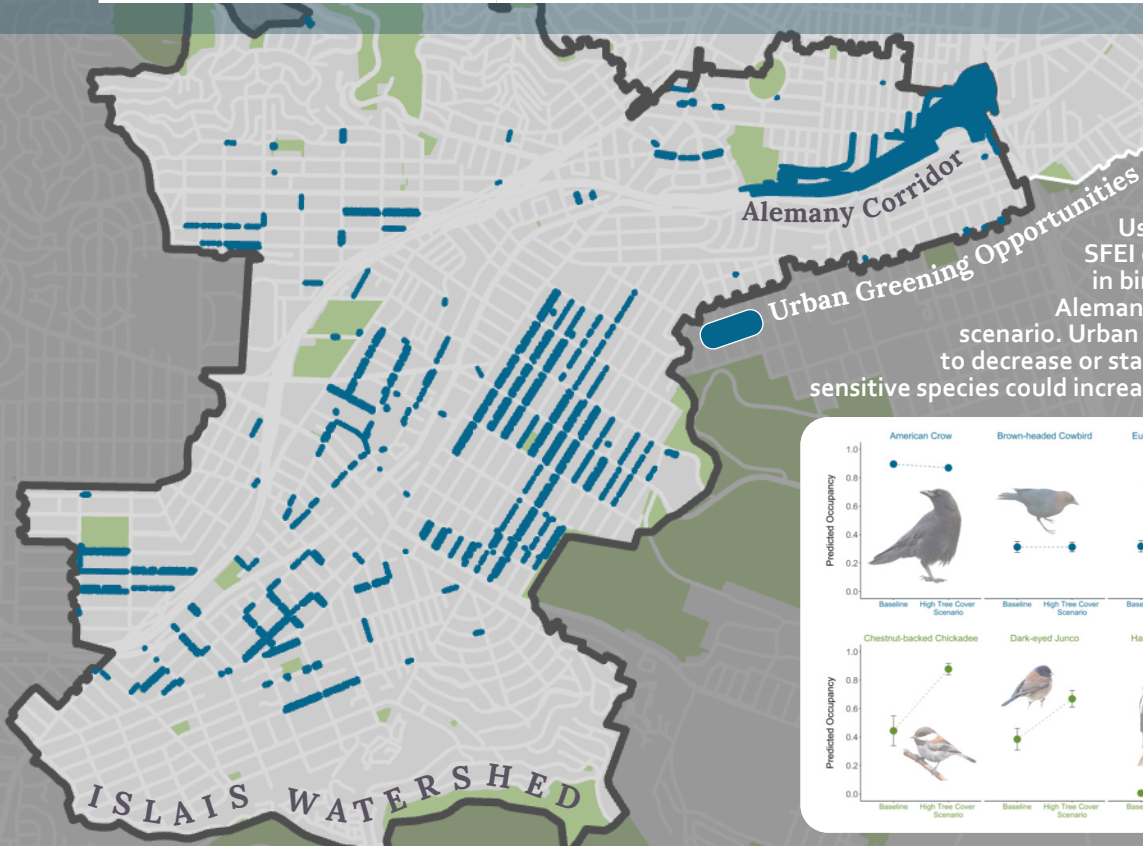 Alemany Corridor
Urban Greening Opportunities
SFEI
in
Aleman
scenario. Urban
to decrease or sta
sensitive species could increa
American Crow
Brown-headed Cowbird
Predicted Occupancy
1.0
0.8
0.6
0.4
0.2
0.0
Baseline
High Tree Cover
Scenario
Baseline
High Tree Cover
Scenario
Chestnut-backed Chickadee
Dark-eyed Junco
Predicted Occupancy
1.0
0.8
0.6
0.4
0.2
0.0
Baseline
High Tree Cover
Scenario
Baseline
High Tree Cover
Scenario
ISLAIS WATERSHED